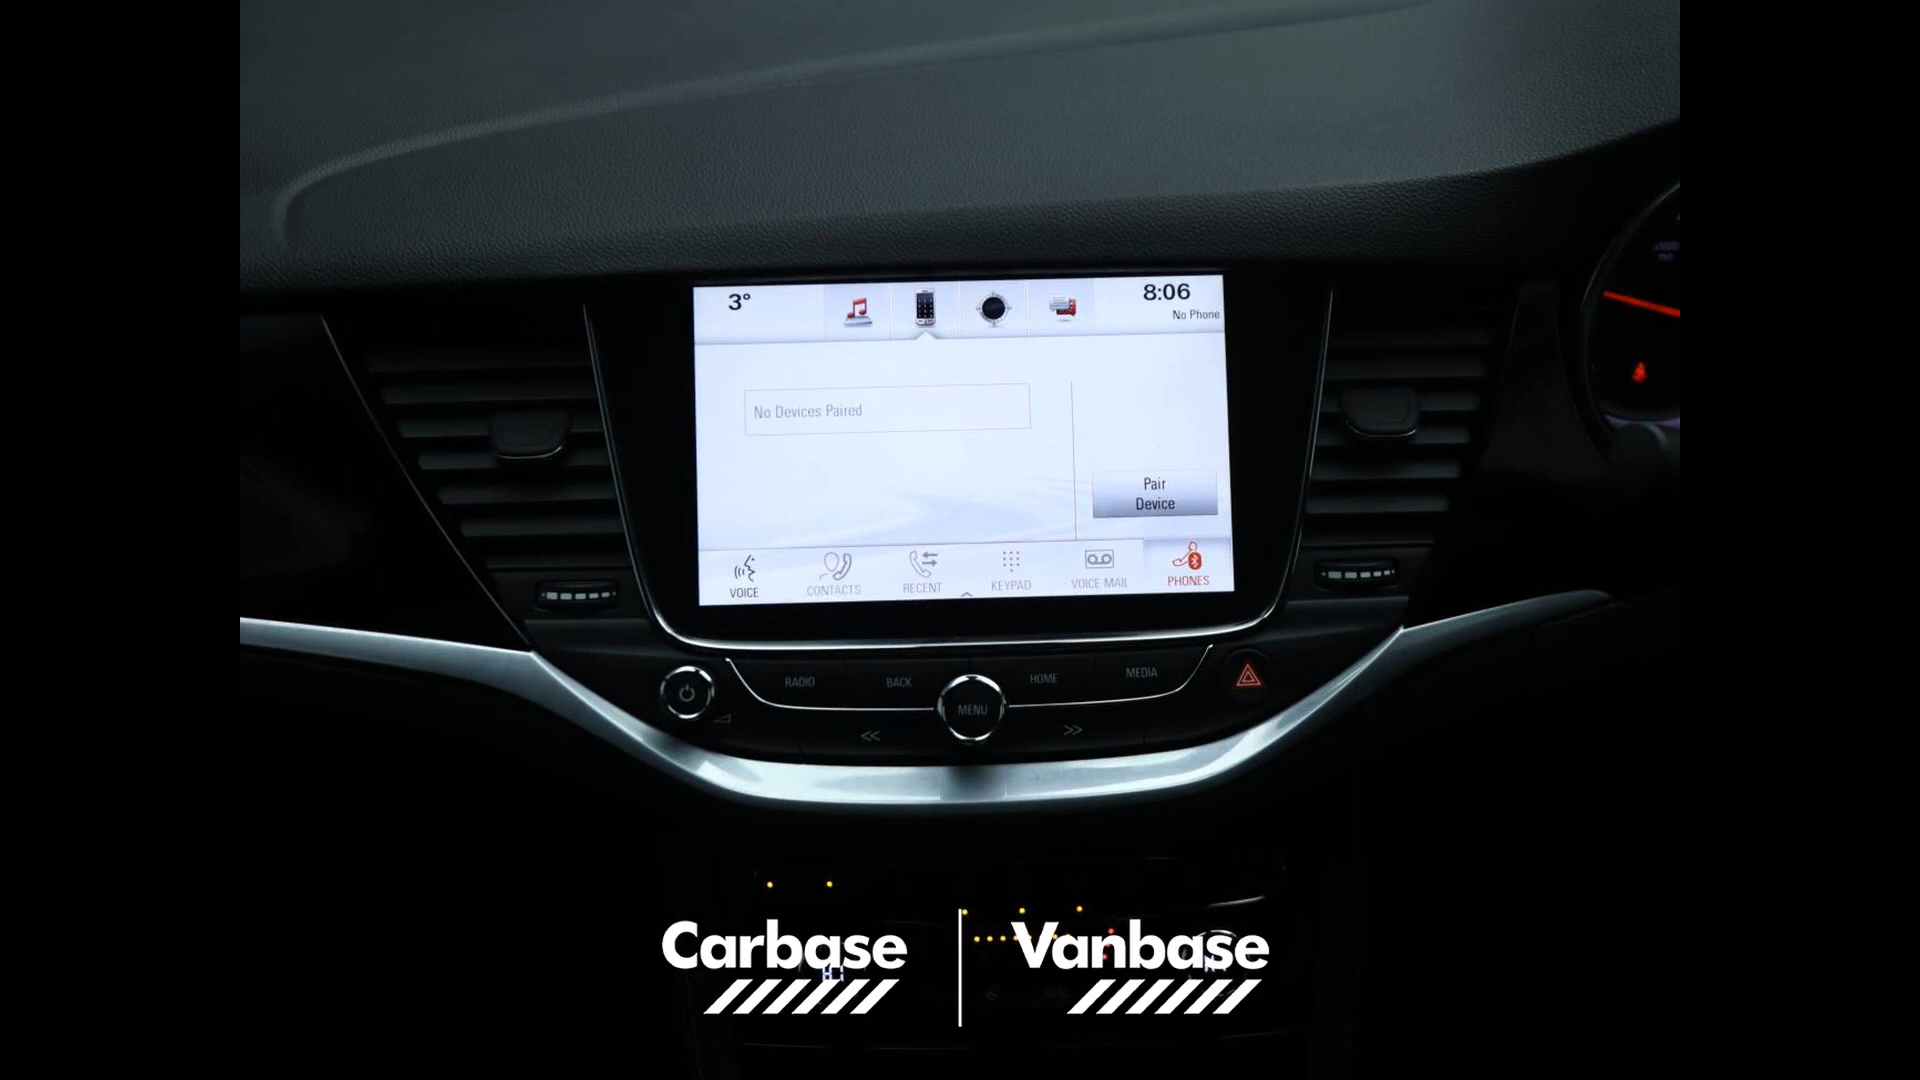 3°
8:06
No Phone
No Devices Paired
Pair
Device
VOICE
CONTACTS
RECENT
KEYPAD
VOICE MAIL
PHONES
RADIO
BACK
MENU
HOME
MEDIA
<<
>>
Carbase
Vanbase